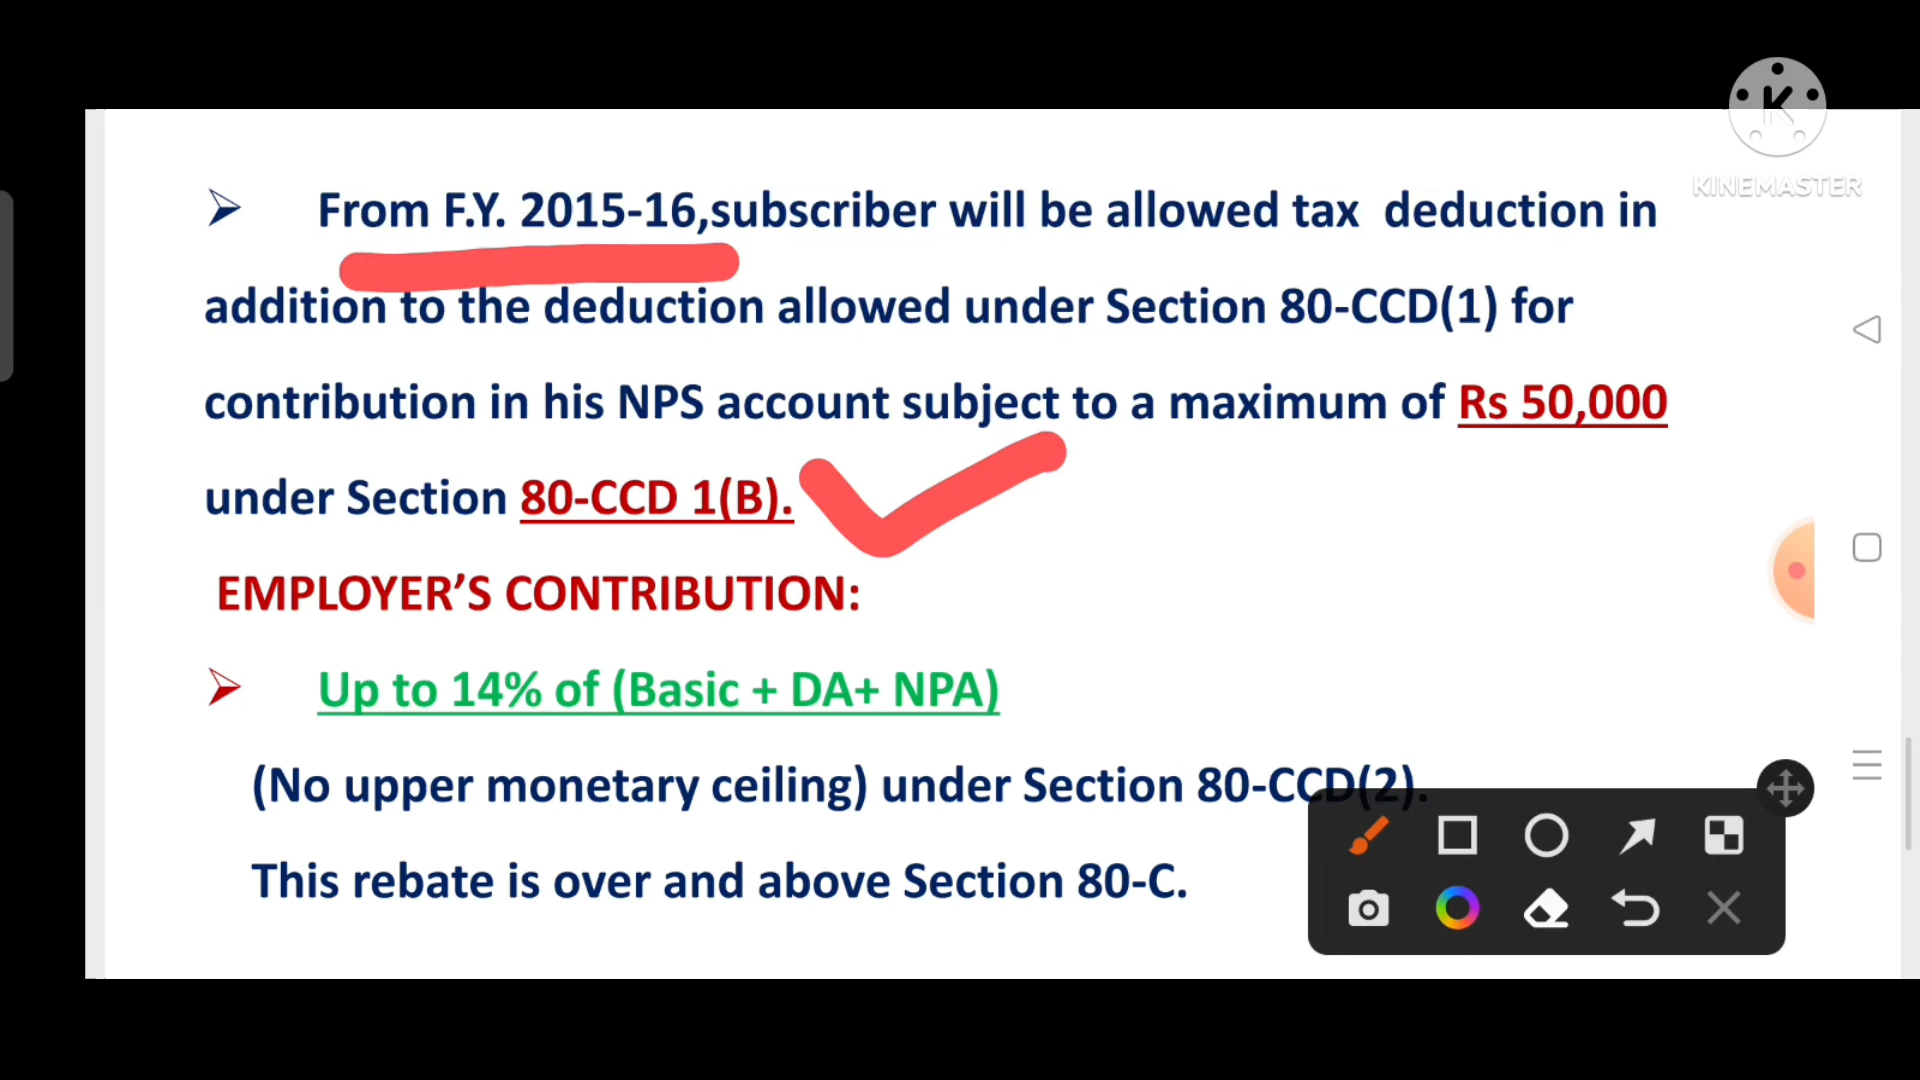 KINEMASTER
From F.Y. 2015-16,subscriber will be allowed tax deduction in
addition to the deduction allowed under Section 80-CCD(1) for
contribution in his NPS account subject to a maximum of Rs 50,000
under Section 80-CCD 1(B).
EMPLOYER’S CONTRIBUTION:
Up to 14% of (Basic + DA+ NPA)
(No upper monetary ceiling) under Section 80-CCD(2).
This rebate is over and above Section 80-C.